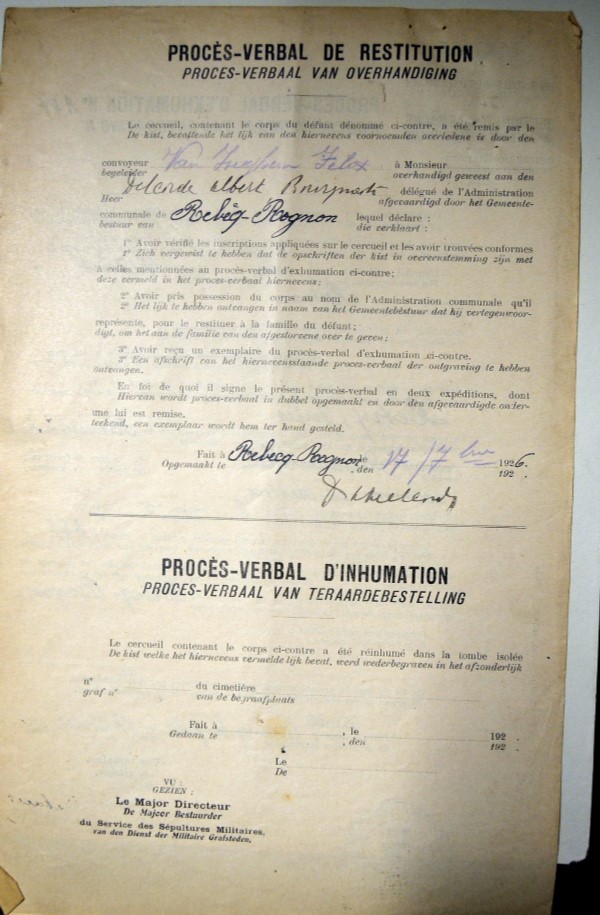 PROCÈS-VERBAL DE RESTITUTION
PROCES-VERBAAL VAN OVERHANDIGING
Le cercueil, contenant le corps du défunt dénommé ci-contre, a été remis par le
De kist, bevattende het lijk van den hiernevens voornoemden overledene is door den
convoyeur Van Felix à Monsieur
begeleider overhandigd geweest aan den
Heer Delcorde Albert Bourgmestre délégué de l'Administration
afgevaardigd door het Gemeente-
communale de Rebecq-Rognon lequel déclare :
bestuur van die verklaart :
1° Avoir vérifié les inscriptions appliquées sur le cercueil et les avoir trouvées conformes
1° Zich vergewist te hebben dat de opschriften der kist in overeenstemming zijn met
à celles mentionnées au procès-verbal d'exhumation ci-contre;
deze vermeld in het proces-verbaal hiernevens;
2° Avoir pris possession du corps au nom de l'Administration communale qu'il
2° Het lijk te hebben ontvangen in naam van het Gemeentebestuur dat hij vertegenwoor-
représente, pour le restituer à la famille du défunt;
digt, om het aan de familie van den afgestorvene over te geven;
3° Avoir reçu un exemplaire du procès-verbal d'exhumation ci-contre.
3° Een afschrift van het hiernevensstaande proces-verbaal der ontgraving te hebben
ontvangen.
En foi de quoi il signe le présent procès-verbal en deux expéditions, dont
Hiervan wordt proces-verbaal in dubbel opgemaakt en door den afgevaardigde onder-
une lui est remise.
teekend, een exemplaar wordt hem ter hand gesteld.
Fait à Rebecq-Rognon, le 17/7bre 1926.
Opgemaakt te , den 192 .
PROCÈS-VERBAL D'INHUMATION
PROCES-VERBAAL VAN TERAARDEBESTELLING
Le cercueil contenant le corps ci-contre a été réinhumé dans la tombe isolée
De kist welke het hiernevens vermelde lijk bevat, werd wederbegraven in het afzonderlijk
n° du cimetière
graf n° van de begraafplaats
Fait à , le 192 .
Gedaan te , den 192 .
Le
De
VU :
GEZIEN :
Le Major Directeur
De Majoor Bestuurder
du Service des Sépultures Militaires,
van den Dienst der Militaire Grafsteden,